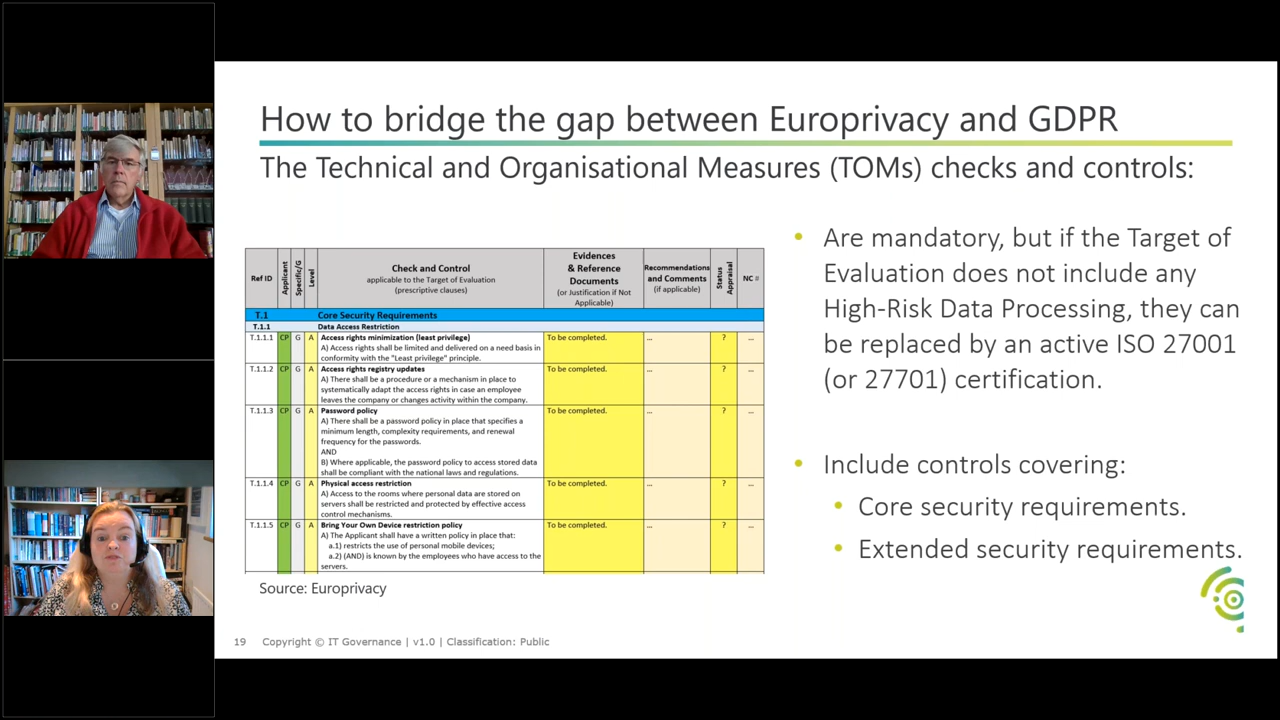 How to bridge the gap between Europrivacy and GDPR
The Technical and Organisational Measures (TOMs) checks and controls:
Ref ID
Applicant
Specific/G
Level
Check and Control
applicable to the Target of Evaluation
(prescriptive clauses)
Evidences
& Reference
Documents
(or Justification if Not
Applicable)
Recommendations
and Comments
(if applicable)
Status
Appraisal
NC #
T.1 Core Security Requirements
T.1.1 Data Access Restriction
T.1.1.1 CP G A Access rights minimization (least privilege) To be completed. ... ? ...
A) Access rights shall be limited and delivered on a need basis in
conformity with the "Least privilege" principle.
T.1.1.2 CP G A Access rights registry updates To be completed. ... ? ...
A) There shall be a procedure or a mechanism in place to
systematically adapt the access rights in case an employee
leaves the company or changes activity within the company.
T.1.1.3 CP G A Password policy To be completed. ... ? ...
A) There shall be a password policy in place that specifies a
minimum length, complexity requirements, and renewal
frequency for the passwords.
AND
B) Where applicable, the password policy to access stored data
shall be compliant with the national laws and regulations.
T.1.1.4 CP G A Physical access restriction To be completed. ... ? ...
A) Access to the rooms where personal data are stored on
servers shall be restricted and protected by effective access
control mechanisms.
T.1.1.5 CP G A Bring Your Own Device restriction policy To be completed. ... ? ...
A) The Applicant shall have a written policy in place that:
a.1) restricts the use of personal mobile devices;
a.2) (AND) is known by the employees who have access to the
servers.
Source: Europrivacy
• Are mandatory, but if the Target of
Evaluation does not include any
High-Risk Data Processing, they can
be replaced by an active ISO 27001
(or 27701) certification.
• Include controls covering:
• Core security requirements.
• Extended security requirements.
19 Copyright © IT Governance | v1.0 | Classification: Public